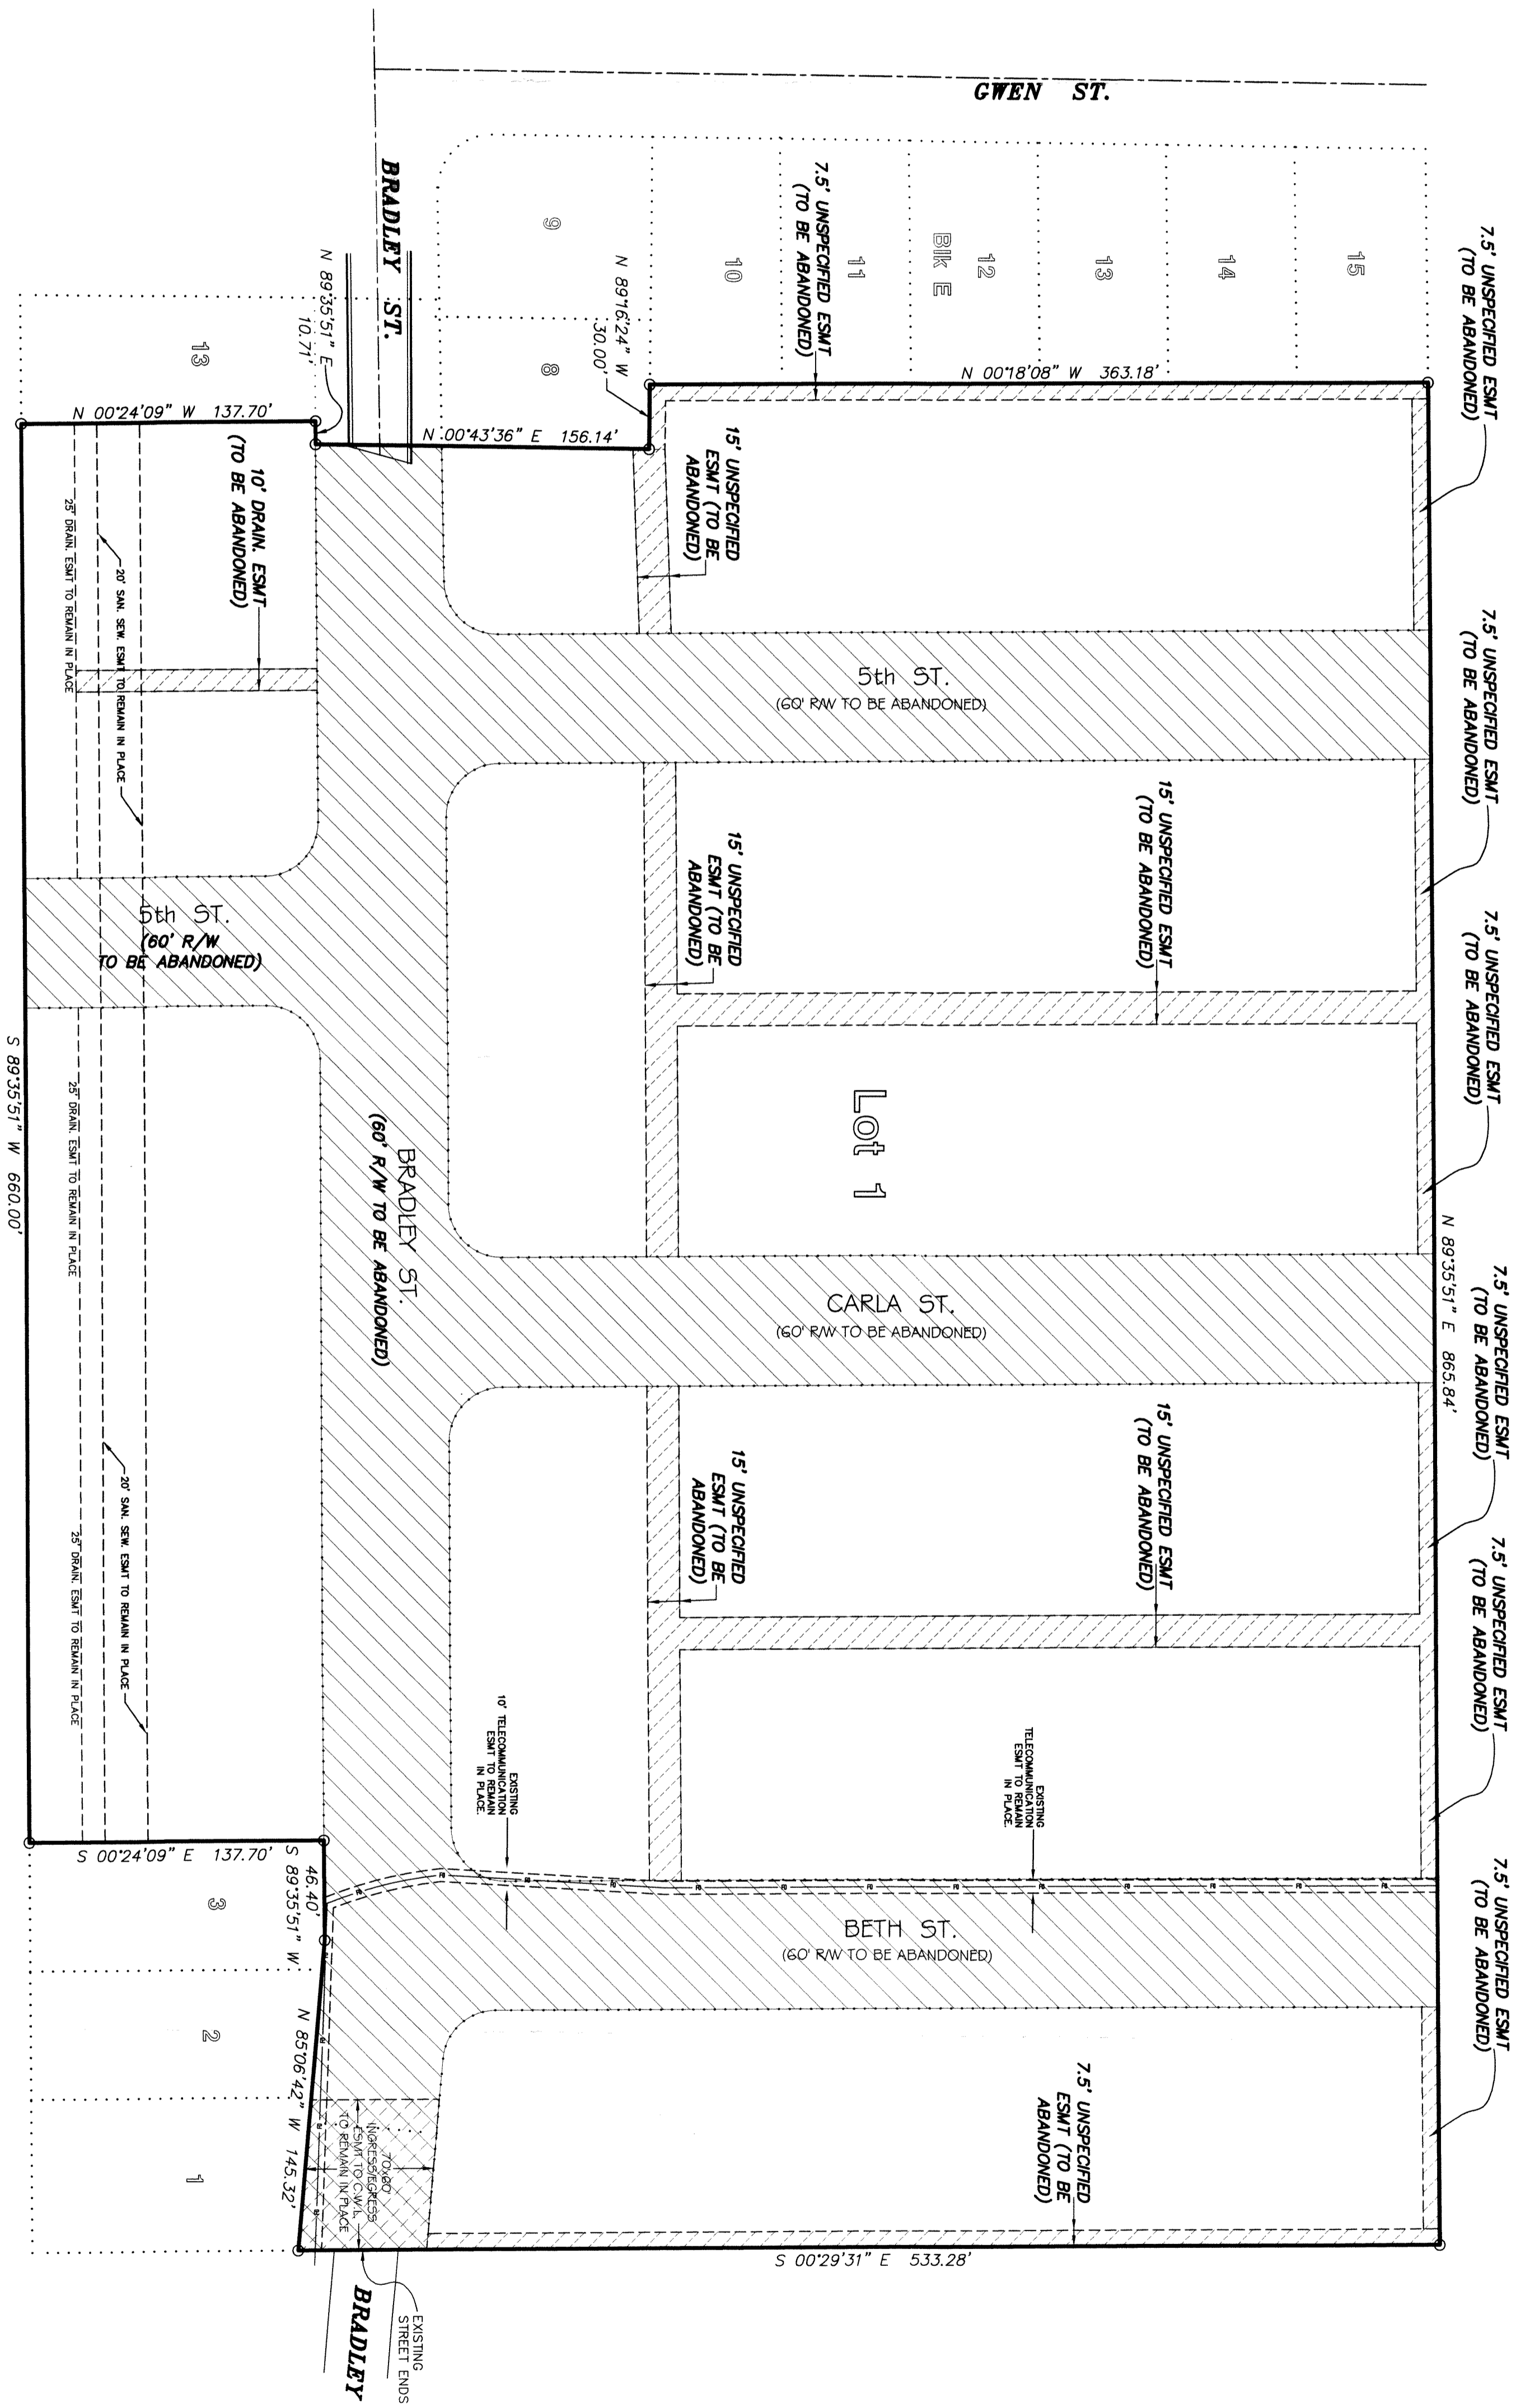 GWEN ST.
7.5' UNSPECIFIED ESMT
(TO BE ABANDONED)
7.5' UNSPECIFIED ESMT
(TO BE ABANDONED)
7.5' UNSPECIFIED ESMT
(TO BE ABANDONED)
7.5' UNSPECIFIED ESMT
(TO BE ABANDONED)
7.5' UNSPECIFIED ESMT
(TO BE ABANDONED)
7.5' UNSPECIFIED ESMT
(TO BE ABANDONED)
N 89°35'51" E 865.84'
15
14
13
12
Blk E
11
10
9
8
7.5' UNSPECIFIED ESMT
(TO BE ABANDONED)
N 00°18'08" W 363.18'
N 89°16'24" W
30.00'
N 00°43'36" E 156.14'
BRADLEY ST.
N 89°35'51" E
10.71'
13
N 00°24'09" W 137.70'
15' UNSPECIFIED
ESMT (TO BE
ABANDONED)
10' DRAIN. ESMT
(TO BE ABANDONED)
20' SAN. SEW. ESMT TO REMAIN IN PLACE
25' DRAIN. ESMT TO REMAIN IN PLACE
5th ST.
(60' R/W TO BE ABANDONED)
5th ST.
(60' R/W
TO BE ABANDONED)
15' UNSPECIFIED ESMT
(TO BE ABANDONED)
15' UNSPECIFIED
ESMT (TO BE
ABANDONED)
Lot 1
BRADLEY ST.
(60' R/W TO BE ABANDONED)
25' DRAIN. ESMT TO REMAIN IN PLACE
S 89°35'51" W 660.00'
CARLA ST.
(60' R/W TO BE ABANDONED)
15' UNSPECIFIED ESMT
(TO BE ABANDONED)
15' UNSPECIFIED
ESMT (TO BE
ABANDONED)
20' SAN. SEW. ESMT TO REMAIN IN PLACE
25' DRAIN. ESMT TO REMAIN IN PLACE
EXISTING
TELECOMMUNICATION
ESMT TO REMAIN
IN PLACE.
EXISTING
10' TELECOMMUNICATION
ESMT TO REMAIN
IN PLACE.
BETH ST.
(60' R/W TO BE ABANDONED)
S 00°24'09" E 137.70'
46.40'
S 89°35'51" W
N 85°06'42" W 145.32'
3
2
1
7.5' UNSPECIFIED
ESMT (TO BE
ABANDONED)
70'x60'
INGRESS/EGRESS
ESMT TO C.W.L.
TO REMAIN IN PLACE
S 00°29'31" E 533.28'
EXISTING
STREET ENDS
BRADLEY